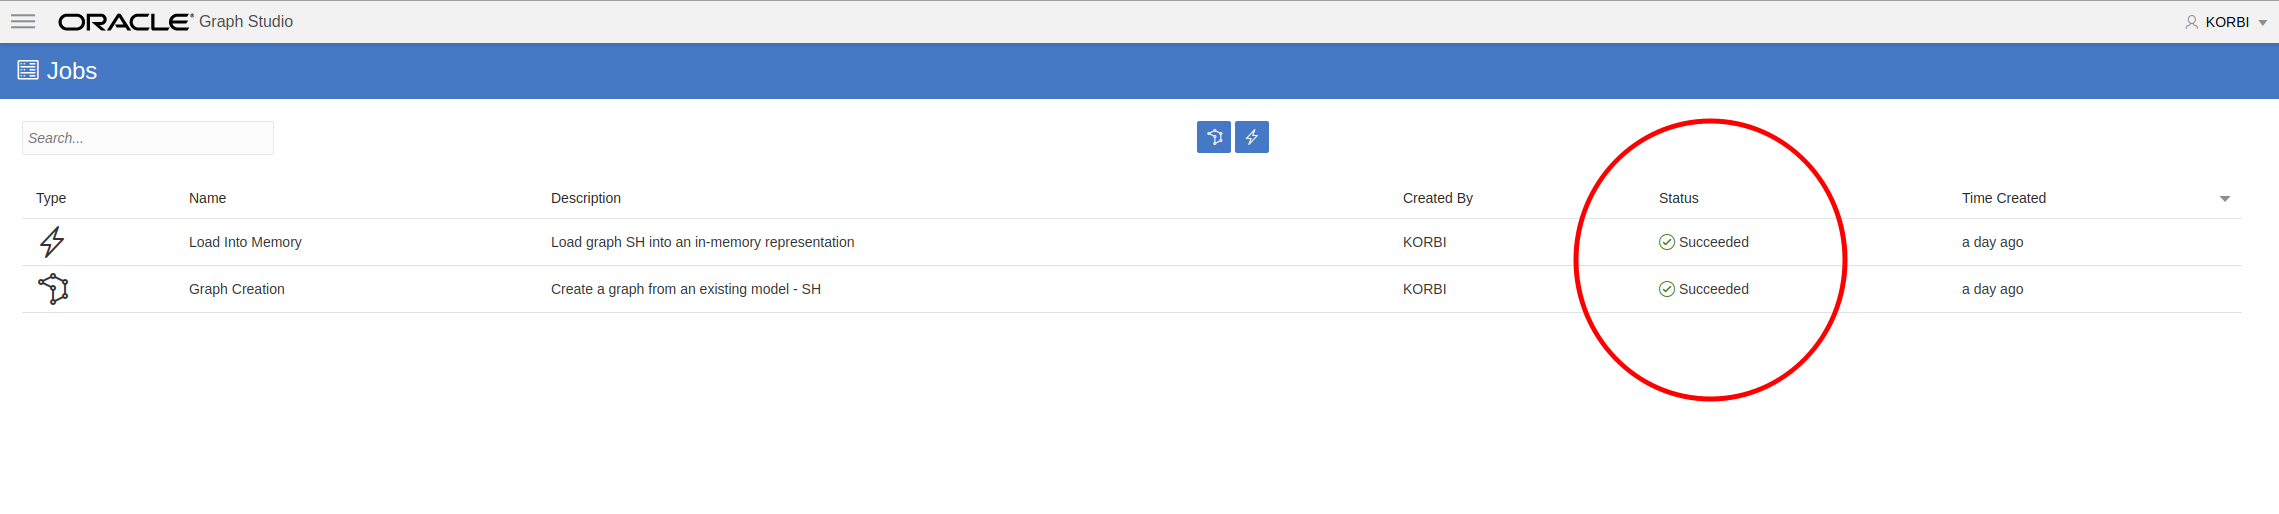 ORACLE® Graph Studio KORBI
Jobs
Search...
Type Name Description Created By Status Time Created
Load Into Memory Load graph SH into an in-memory representation KORBI Succeeded a day ago
Graph Creation Create a graph from an existing model - SH KORBI Succeeded a day ago